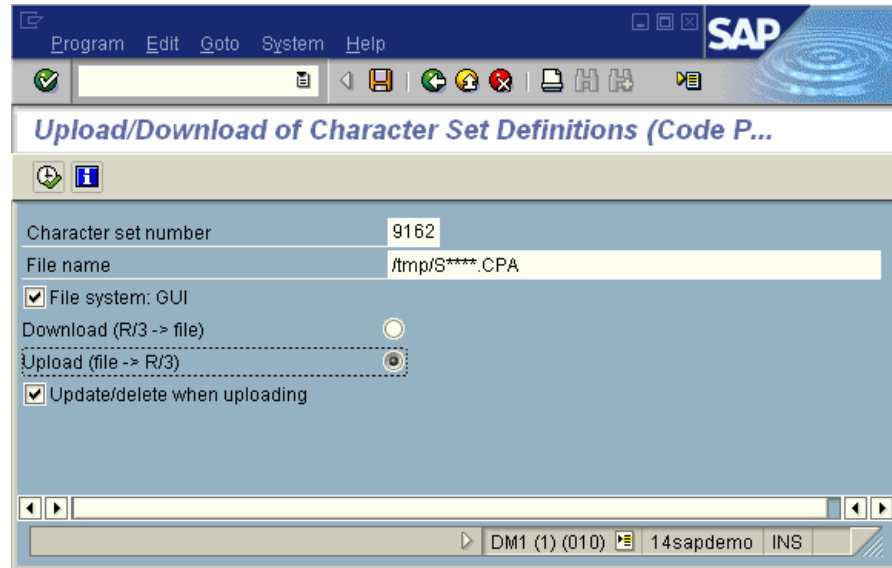 Program Edit Goto System Help
SAP
Upload/Download of Character Set Definitions (Code P...
Character set number 9162
File name /tmp/S****.CPA
File system: GUI
Download (R/3 -> file)
Upload (file -> R/3)
Update/delete when uploading
DM1 (1) (010) 14sapdemo INS